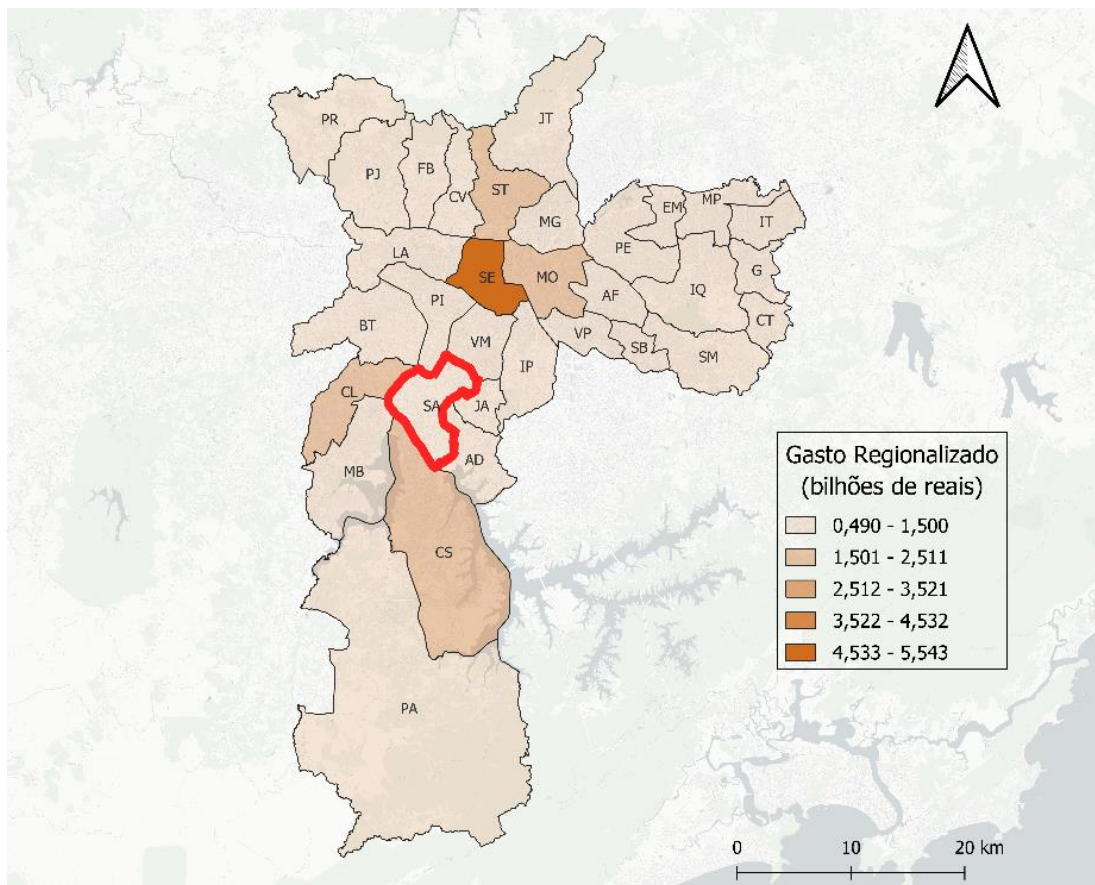 JT
PR
PJ
FB
CV
ST
MG
EM
MP
IT
PE
LA
SE
MO
AF
IQ
G
PI
BT
VM
IP
VP
SB
CT
SM
CL
SA
JA
MB
AD
CS
PA
Gasto Regionalizado
(bilhões de reais)
0,490 - 1,500
1,501 - 2,511
2,512 - 3,521
3,522 - 4,532
4,533 - 5,543
0 10 20 km